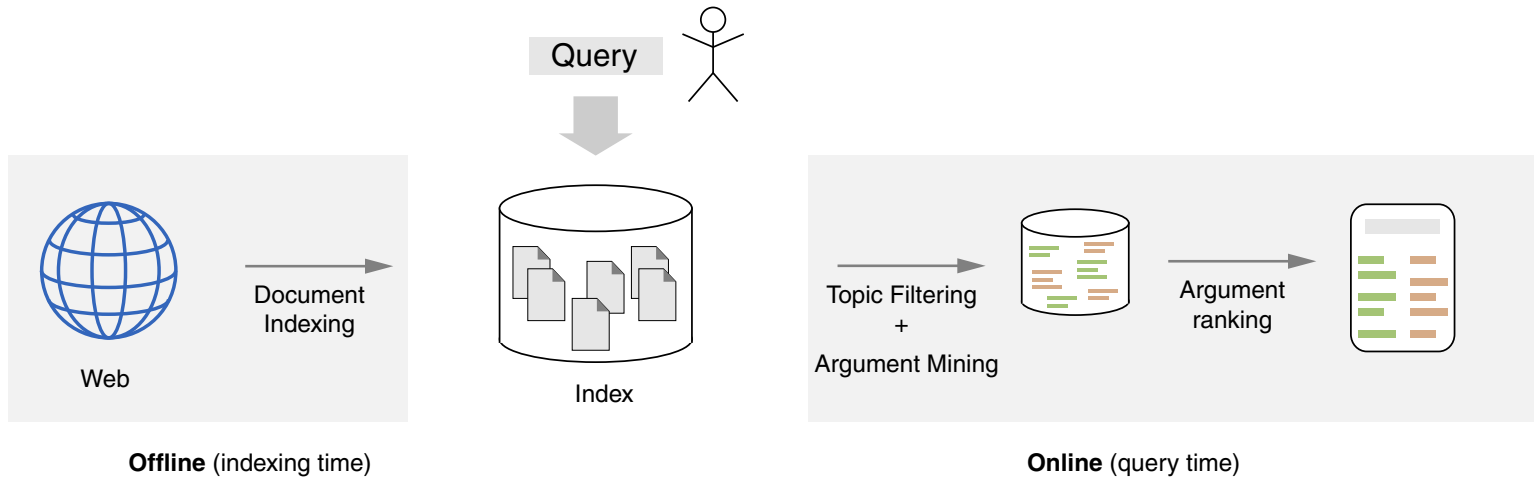 Query
Web
Document
Indexing
Index
Topic Filtering
+
Argument Mining
Argument
ranking
Offline (indexing time)
Online (query time)